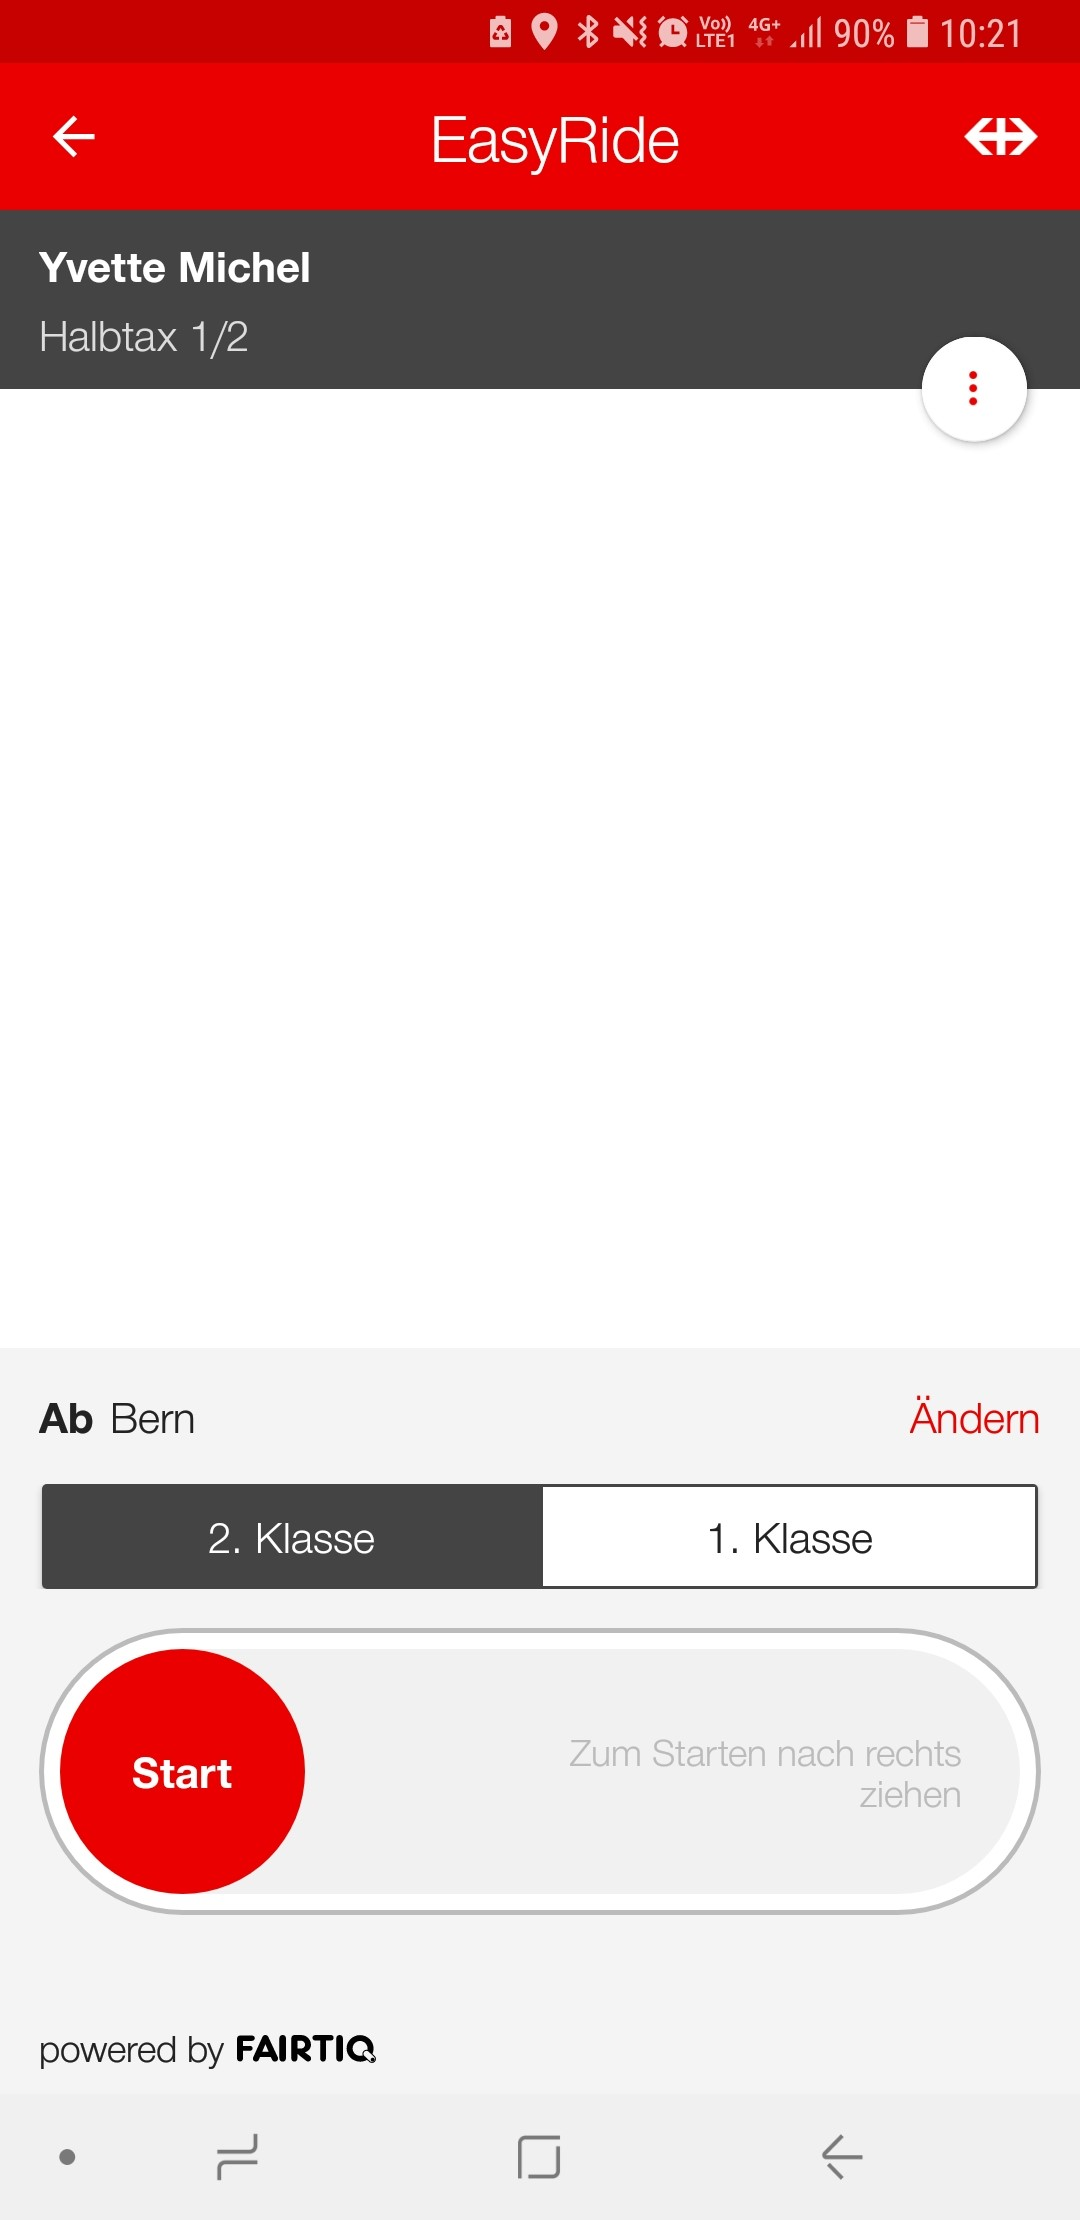 Vo)) LTE1 4G+ 90% 10:21
EasyRide
Yvette Michel
Halbtax 1/2
Ab Bern
Ändern
2. Klasse
1. Klasse
Start
Zum Starten nach rechts
ziehen
powered by FAIRTIQ